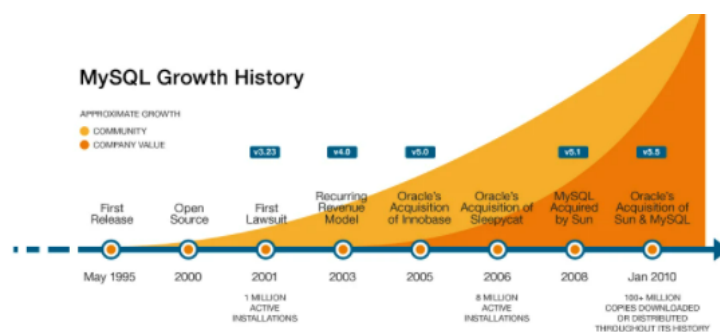 MySQL Growth History
APPROXIMATE GROWTH
COMMUNITY
COMPANY VALUE
v3.23
v4.0
v5.0
v5.1
v5.5
First
Release
Open
Source
First
Lawsuit
Recurring
Revenue
Model
Oracle's
Acquisition
of Innobase
Oracle's
Acquisition of
Sleepycat
MySQL
Acquired
by Sun
Oracle's
Acquisition of
Sun & MySQL
May 1995
2000
2001
2003
2005
2006
2008
Jan 2010
1 MILLION
ACTIVE
INSTALLATIONS
8 MILLION
ACTIVE
INSTALLATIONS
100+ MILLION
COPIES DOWNLOADED
OR DISTRIBUTED
THROUGHOUT ITS HISTORY